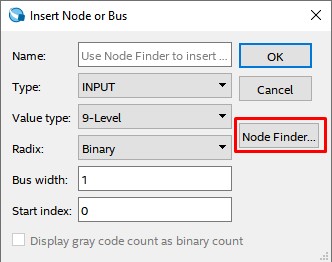 Insert Node or Bus
Name: Use Node Finder to insert ... OK
Type: INPUT Cancel
Value type: 9-Level
Node Finder...
Radix: Binary
Bus width: 1
Start index: 0
Display gray code count as binary count